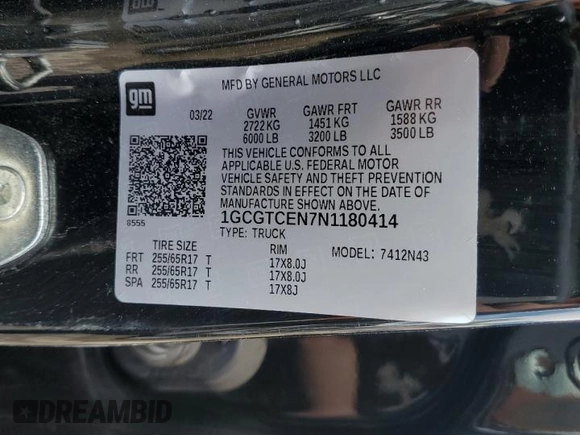 gm
MFD BY GENERAL MOTORS LLC
03/22 GVWR GAWR FRT GAWR RR
2722 KG 1451 KG 1588 KG
6000 LB 3200 LB 3500 LB
THIS VEHICLE CONFORMS TO ALL
APPLICABLE U.S. FEDERAL MOTOR
VEHICLE SAFETY AND THEFT PREVENTION
STANDARDS IN EFFECT ON THE DATE OF
MANUFACTURE SHOWN ABOVE.
8555
1GCGTCEN7N1180414
TYPE: TRUCK
TIRE SIZE RIM MODEL: 7412N43
FRT 255/65R17 T 17X8.0J
RR 255/65R17 T 17X8.0J
SPA 255/65R17 T 17X8J
DREAMBID